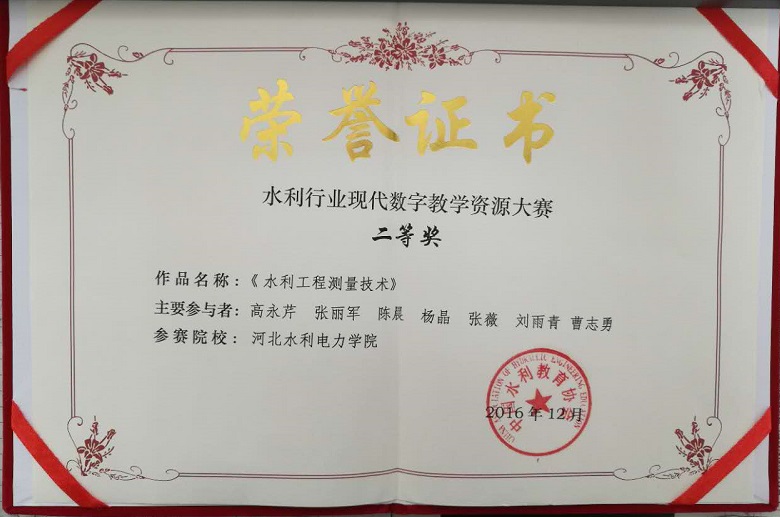 荣誉证书
水利行业现代数字教学资源大赛
二等奖
作品名称：《水利工程测量技术》
主要参与者：高永芹 张丽军 陈晨 杨晶 张薇 刘雨青 曹志勇
参赛院校：河北水利电力学院
中国水利教育协会
2016年12月